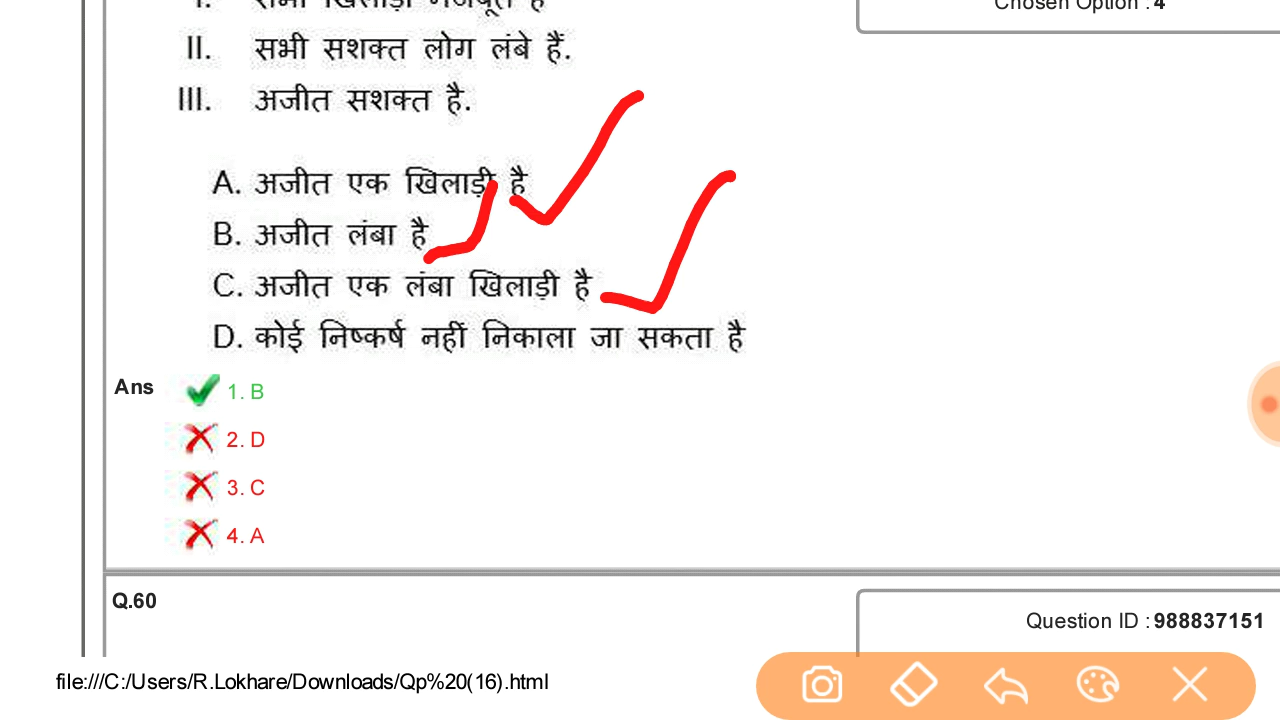 Chosen Option : 4
II. सभी सशक्त लोग लंबे हैं.
III. अजीत सशक्त है.
A. अजीत एक खिलाड़ी है
B. अजीत लंबा है
C. अजीत एक लंबा खिलाड़ी है
D. कोई निष्कर्ष नहीं निकाला जा सकता है
Ans 1. B
2. D
3. C
4. A
Q.60
Question ID : 988837151
file:///C:/Users/R.Lokhare/Downloads/Qp%20(16).html